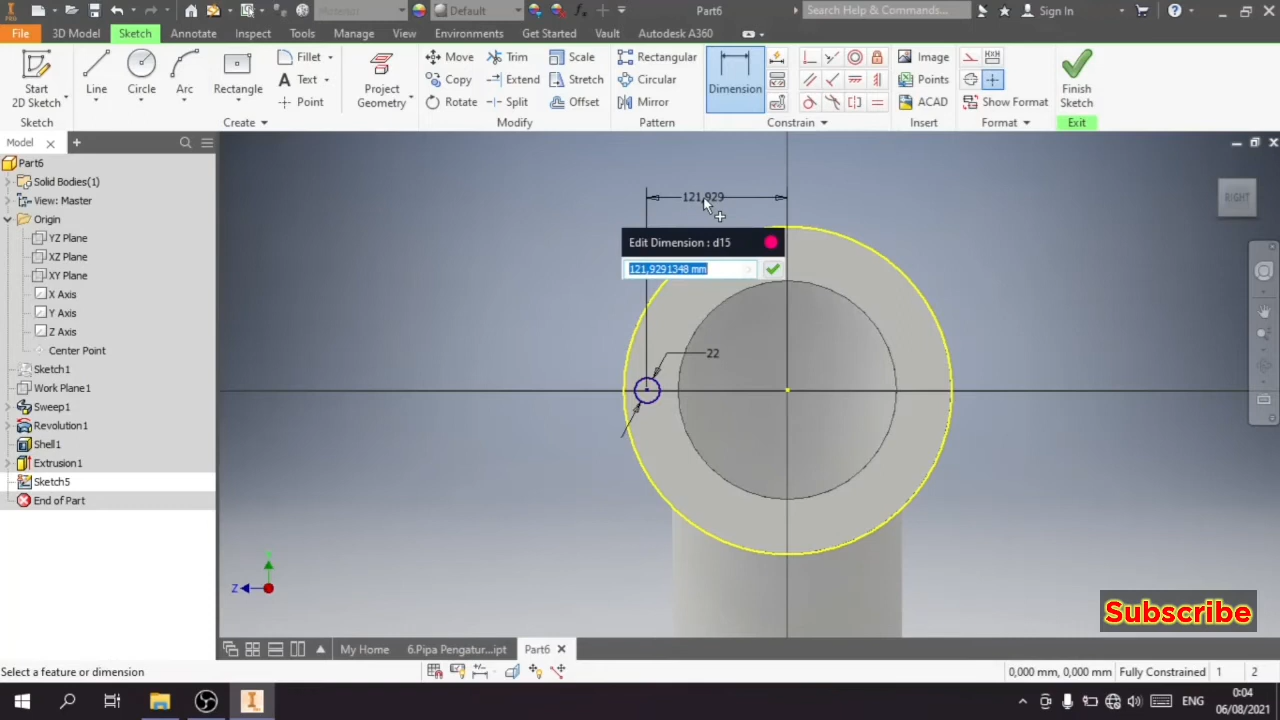 Material
Default
Part6
Search Help & Commands...
Sign In
File
3D Model
Sketch
Annotate
Inspect
Tools
Manage
View
Environments
Get Started
Vault
Autodesk A360
Start
2D Sketch
Line
Circle
Arc
Rectangle
Fillet
Text
Point
Project
Geometry
Move
Copy
Rotate
Trim
Extend
Split
Scale
Stretch
Offset
Rectangular
Circular
Mirror
Dimension
Image
Points
ACAD
Show Format
Finish
Sketch
Sketch
Create
Modify
Pattern
Constrain
Insert
Format
Exit
Model
Part6
Solid Bodies(1)
View: Master
Origin
YZ Plane
XZ Plane
XY Plane
X Axis
Y Axis
Z Axis
Center Point
Sketch1
Work Plane1
Sweep1
Revolution1
Shell1
Extrusion1
Sketch5
End of Part
121,929
Edit Dimension : d15
121,9291348 mm
22
RIGHT
Z
Subscribe
My Home
6.Pipa Pengatur...ipt
Part6
Select a feature or dimension
0,000 mm, 0,000 mm
Fully Constrained
1
2
ENG
0:04
06/08/2021